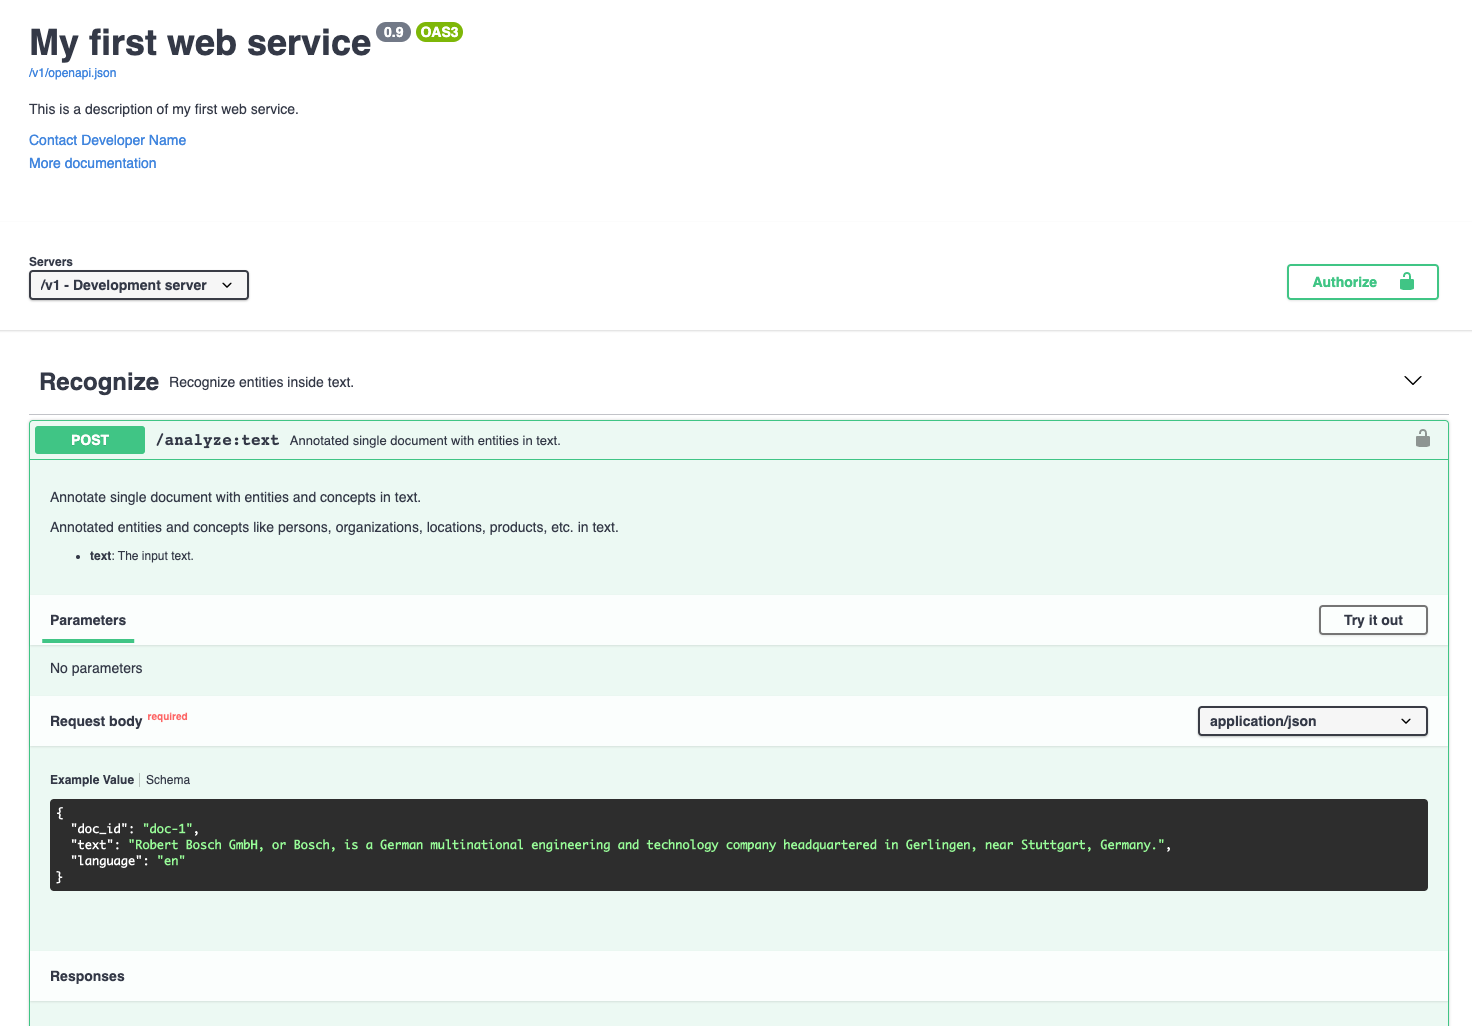 My first web service 0.9 OAS3
/v1/openapi.json
This is a description of my first web service.
Contact Developer Name
More documentation
Servers
/v1 - Development server
Authorize
Recognize Recognize entities inside text.
POST /analyze:text Annotated single document with entities in text.
Annotate single document with entities and concepts in text.
Annotated entities and concepts like persons, organizations, locations, products, etc. in text.
• text: The input text.
Parameters
Try it out
No parameters
Request body required
application/json
Example Value Schema
{
"doc_id": "doc-1",
"text": "Robert Bosch GmbH, or Bosch, is a German multinational engineering and technology company headquartered in Gerlingen, near Stuttgart, Germany.",
"language": "en"
}
Responses